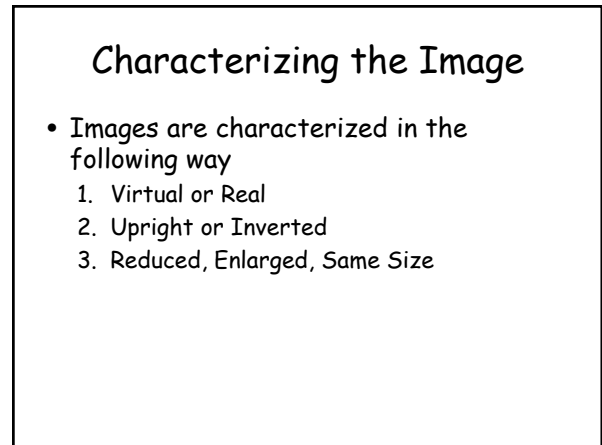 Characterizing the Image
• Images are characterized in the
following way
1. Virtual or Real
2. Upright or Inverted
3. Reduced, Enlarged, Same Size